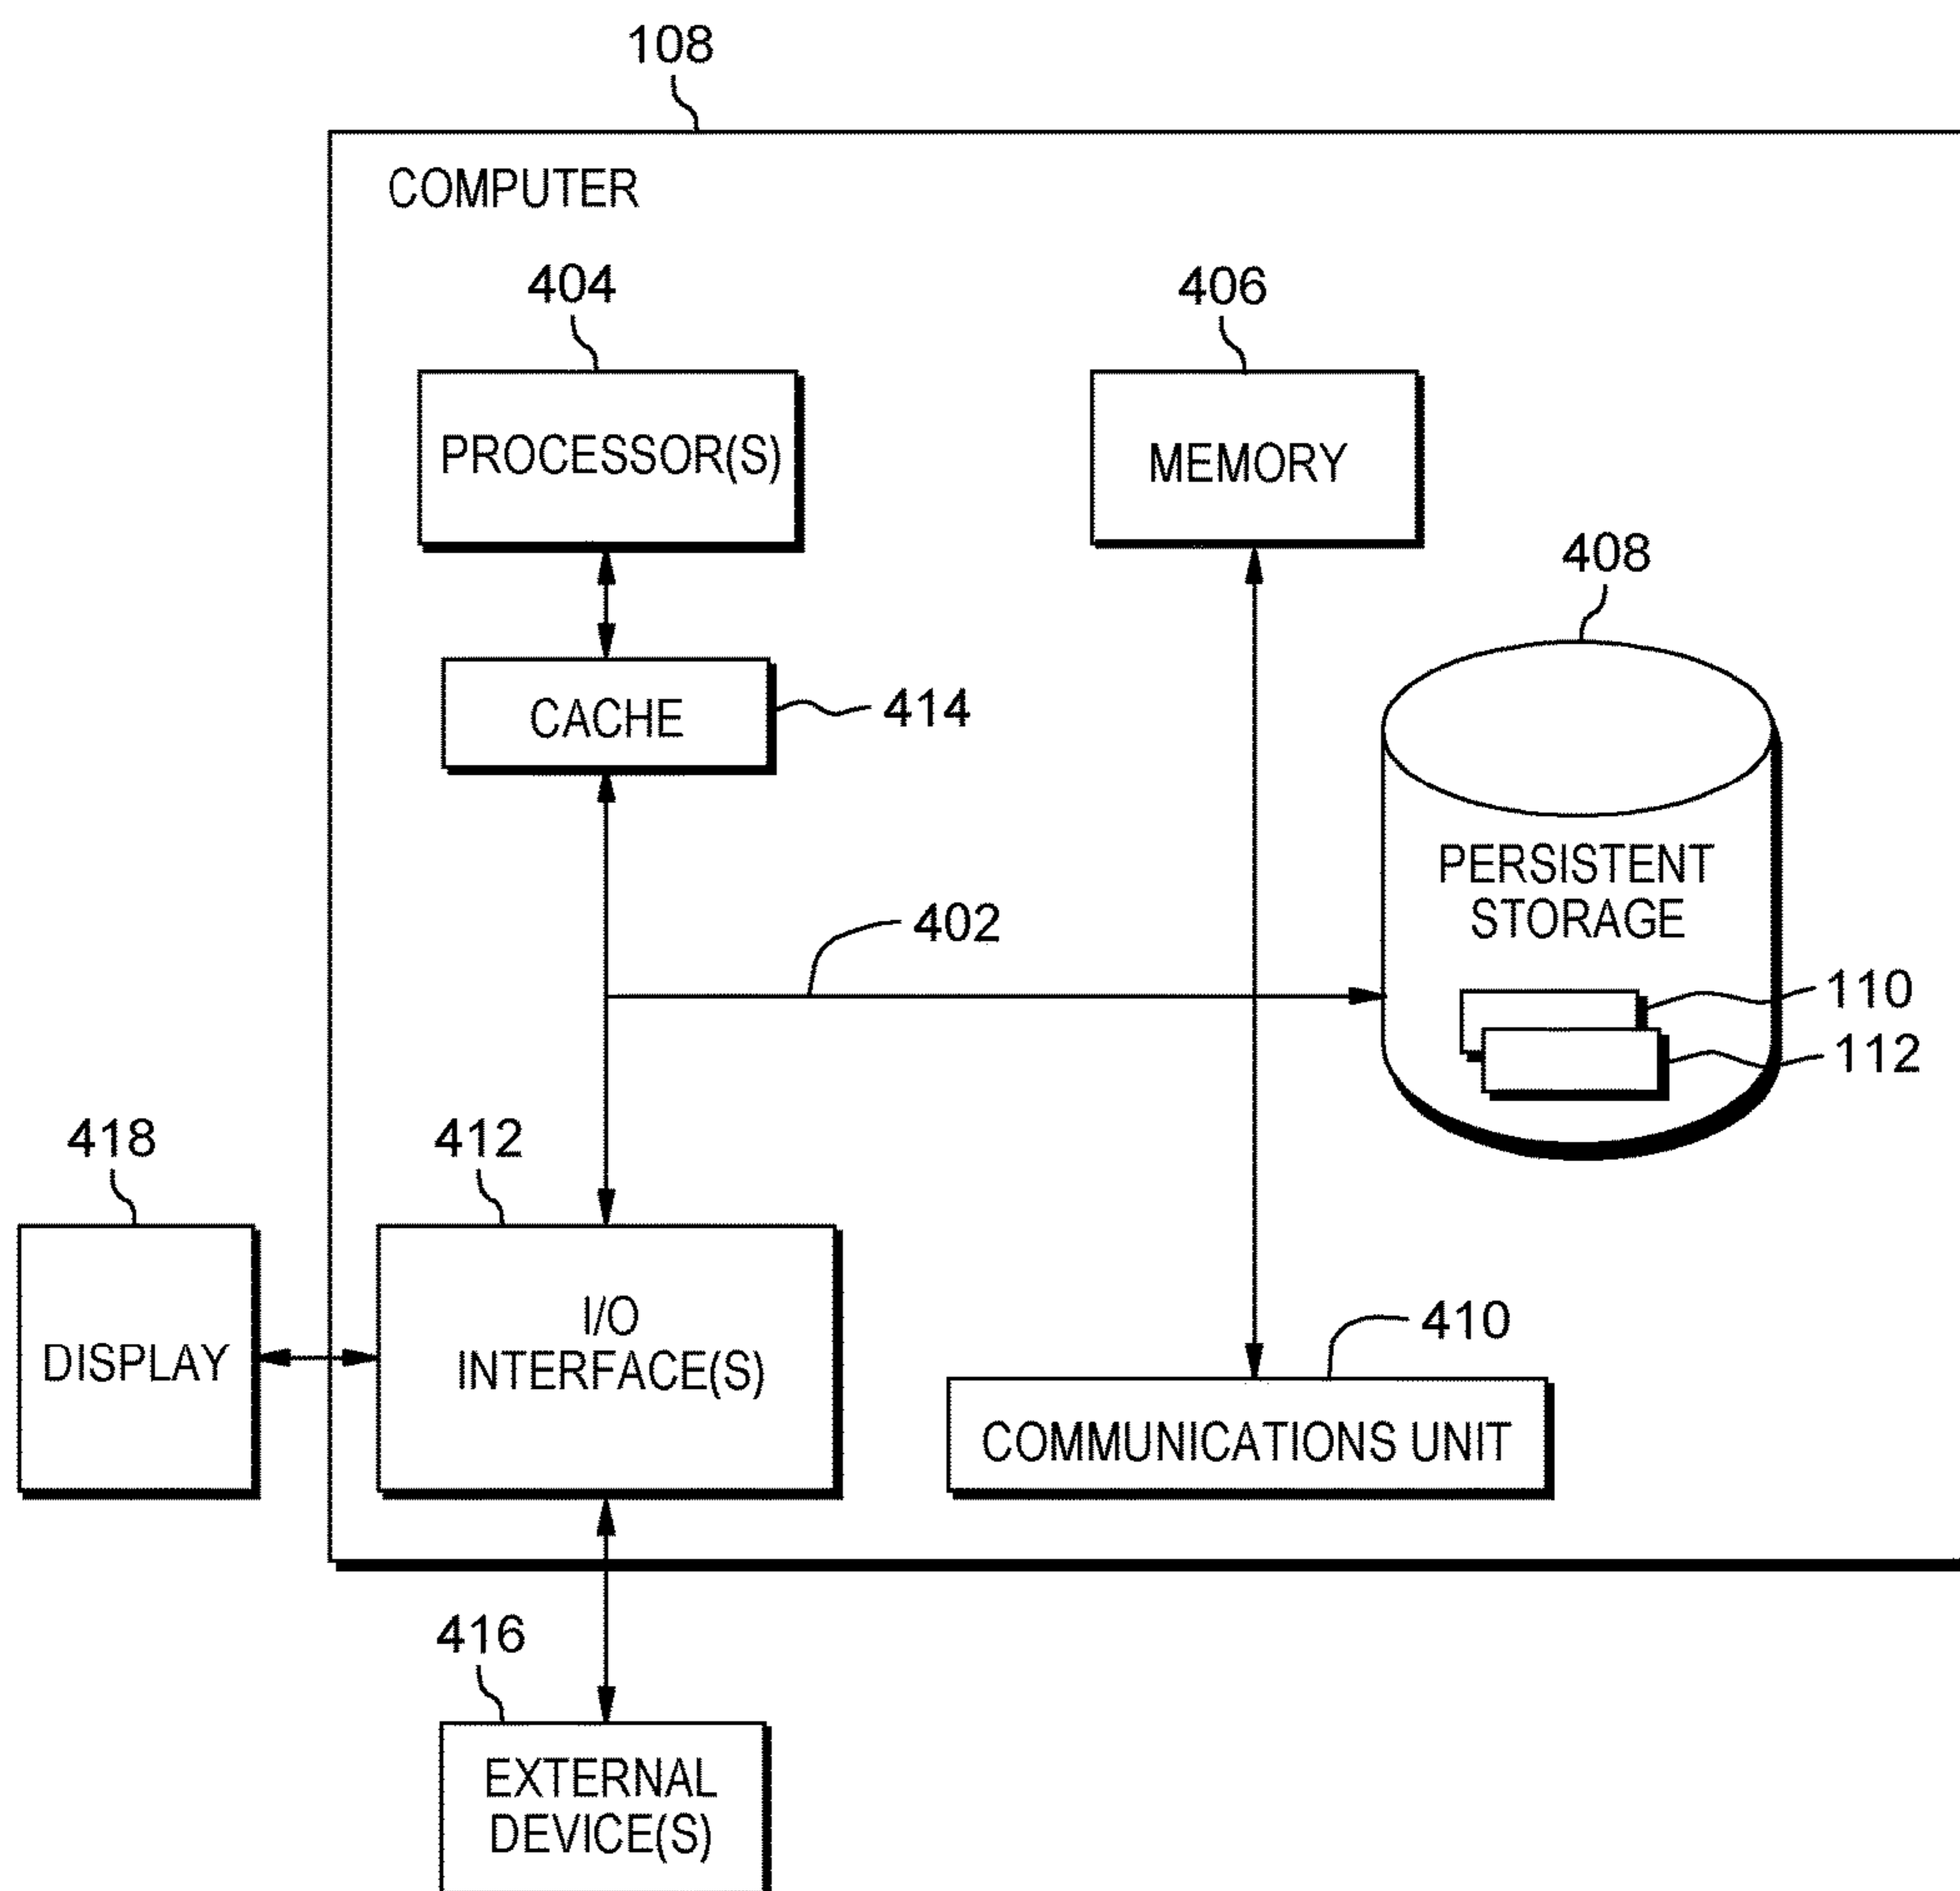 108
COMPUTER
404
406
PROCESSOR(S)
MEMORY
408
CACHE
414
PERSISTENT
STORAGE
402
110
112
418
412
I/O
INTERFACE(S)
DISPLAY
410
COMMUNICATIONS UNIT
416
EXTERNAL
DEVICE(S)